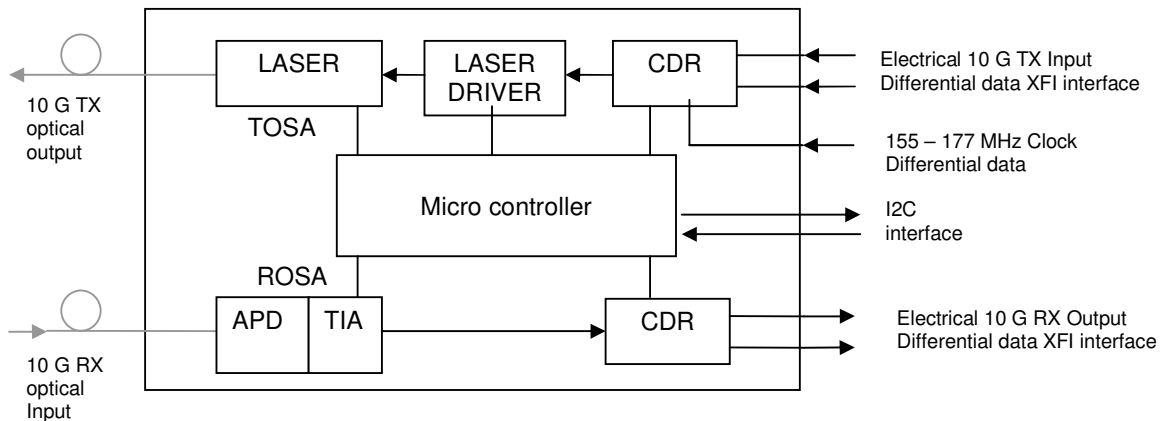 LASER
LASER
DRIVER
CDR
Electrical 10 G TX Input
Differential data XFI interface
10 G TX
optical
output
TOSA
155 – 177 MHz Clock
Differential data
Micro controller
I2C
interface
ROSA
APD
TIA
CDR
Electrical 10 G RX Output
Differential data XFI interface
10 G RX
optical
Input